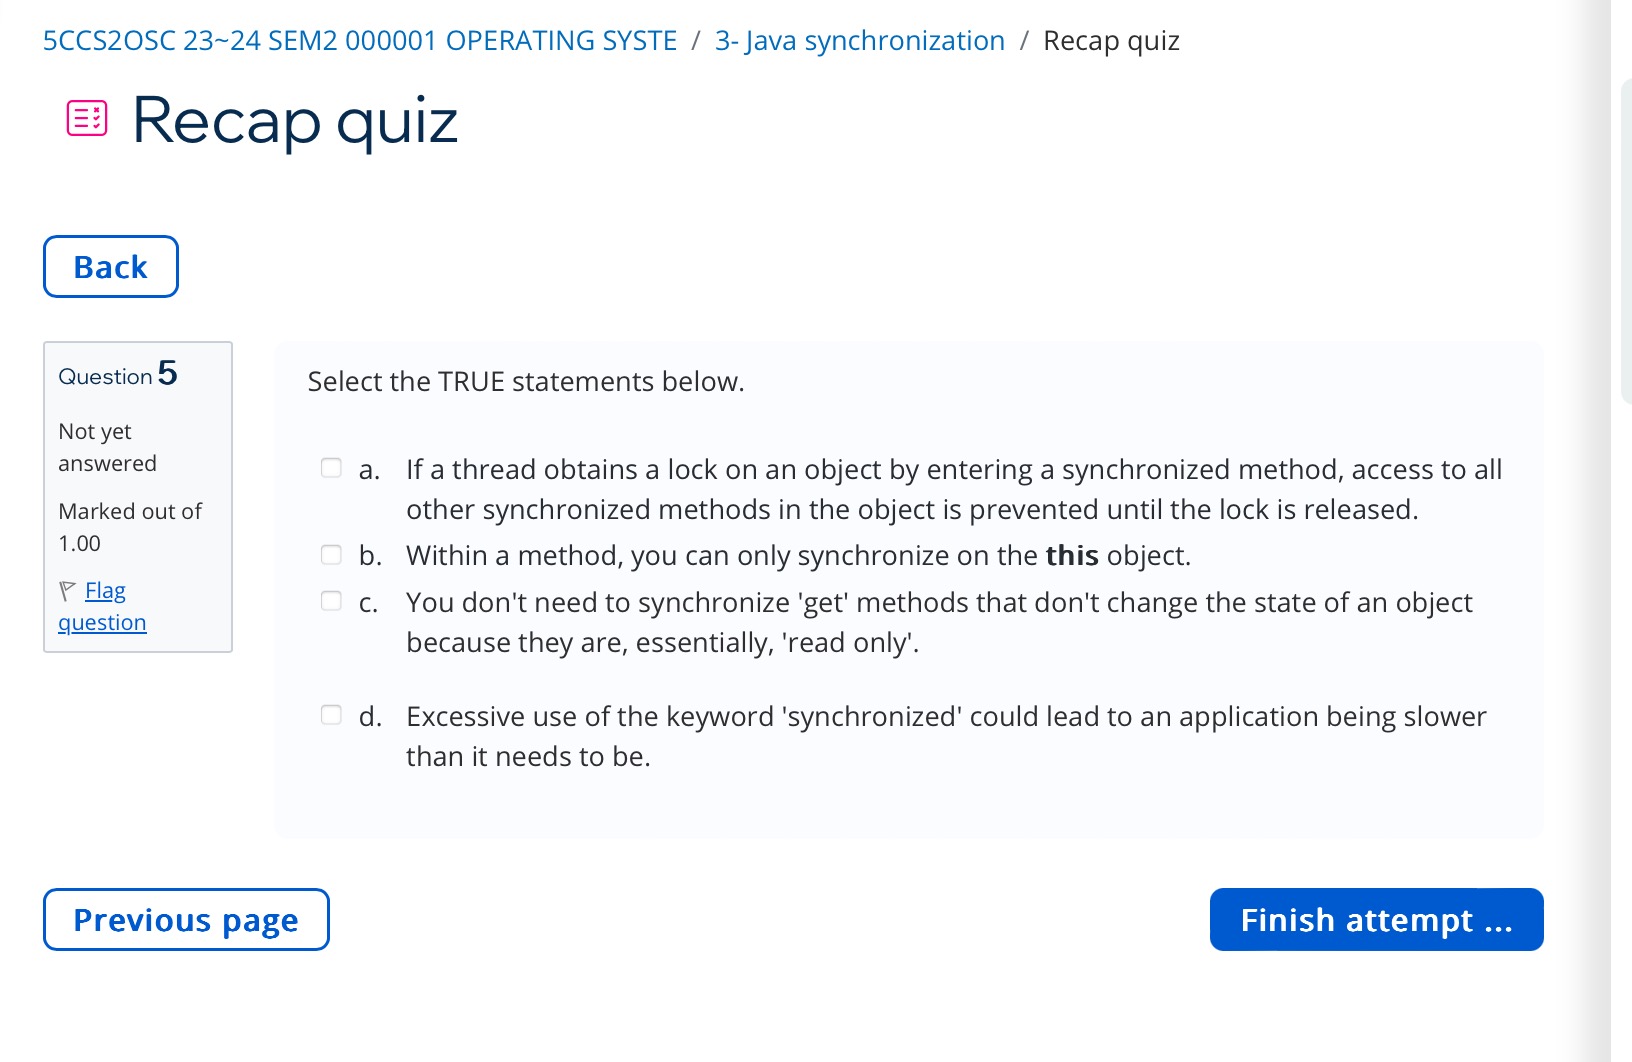 5CCS2OSC 23~24 SEM2 000001 OPERATING SYSTE / 3- Java synchronization / Recap quiz
Recap quiz
Back
Question 5
Not yet
answered
Marked out of
1.00
Flag
question
Select the TRUE statements below.
a. If a thread obtains a lock on an object by entering a synchronized method, access to all
other synchronized methods in the object is prevented until the lock is released.
b. Within a method, you can only synchronize on the this object.
c. You don't need to synchronize 'get' methods that don't change the state of an object
because they are, essentially, 'read only'.
d. Excessive use of the keyword 'synchronized' could lead to an application being slower
than it needs to be.
Previous page
Finish attempt ...